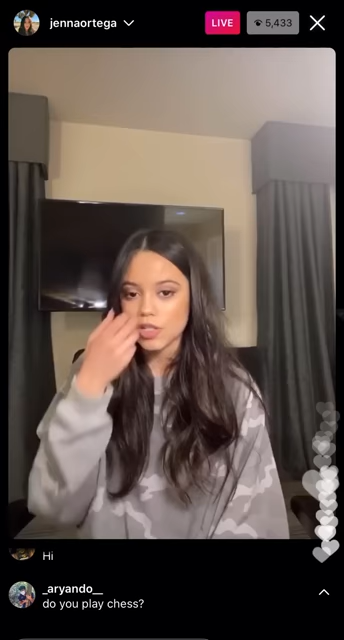 jennaortega
LIVE
5,433
Hi
_aryando__
do you play chess?